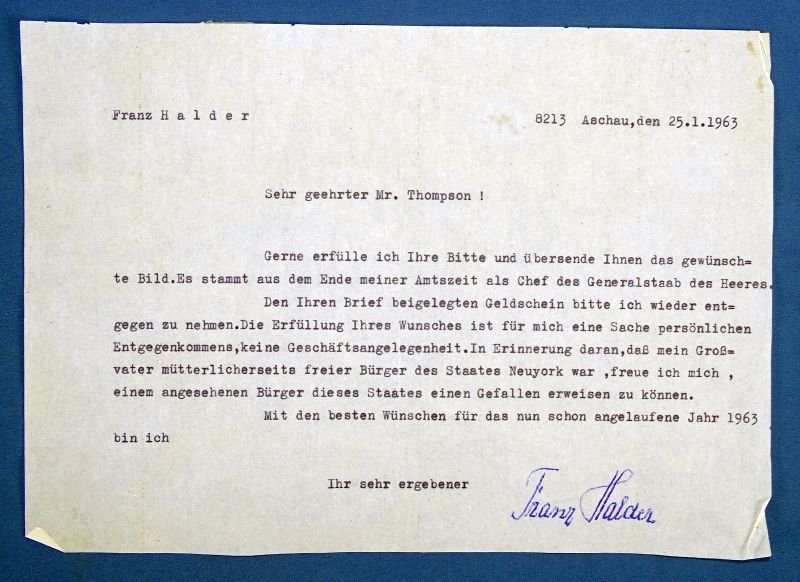 Franz H a l d e r
8213 Aschau,den 25.1.1963
Sehr geehrter Mr. Thompson !
Gerne erfülle ich Ihre Bitte und übersende Ihnen das gewünsch=
te Bild.Es stammt aus dem Ende meiner Amtszeit als Chef des Generalstaab des Heeres.
Den Ihren Brief beigelegten Geldschein bitte ich wieder ent=
gegen zu nehmen.Die Erfüllung Ihres Wunsches ist für mich eine Sache persönlichen
Entgegenkommens,keine Geschäftsangelegenheit.In Erinnerung daran,daß mein Groß=
vater mütterlicherseits freier Bürger des Staates Neuyork war ,freue ich mich ,
einem angesehenen Bürger dieses Staates einen Gefallen erweisen zu können.
Mit den besten Wünschen für das nun schon angelaufene Jahr 1963
bin ich
Ihr sehr ergebener
Franz Halder